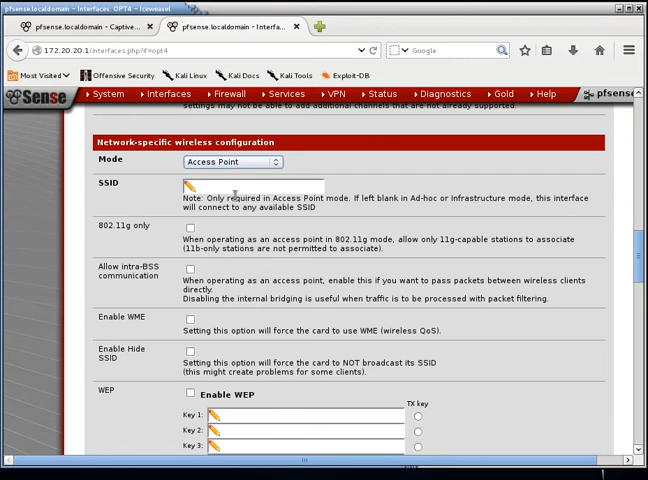 pfsense.localdomain - Interfaces: OPT4 - Iceweasel
pfsense.localdomain - Captive...
pfsense.localdomain - Interfa...
172.20.20.1/interfaces.php?if=opt4
Google
Most Visited
Offensive Security
Kali Linux
Kali Docs
Kali Tools
Exploit-DB
Sense
System
Interfaces
Firewall
Services
VPN
Status
Diagnostics
Gold
Help
pfsens
settings may not be able to add additional channels that are not already supported.
Network-specific wireless configuration
Mode
Access Point
SSID
Note: Only required in Access Point mode. If left blank in Ad-hoc or Infrastructure mode, this interface
will connect to any available SSID
802.11g only
When operating as an access point in 802.11g mode, allow only 11g-capable stations to associate
(11b-only stations are not permitted to associate).
Allow intra-BSS
communication
When operating as an access point, enable this if you want to pass packets between wireless clients
directly.
Disabling the internal bridging is useful when traffic is to be processed with packet filtering.
Enable WME
Setting this option will force the card to use WME (wireless QoS).
Enable Hide
SSID
Setting this option will force the card to NOT broadcast its SSID
(this might create problems for some clients).
WEP
Enable WEP
TX key
Key 1:
Key 2:
Key 3: